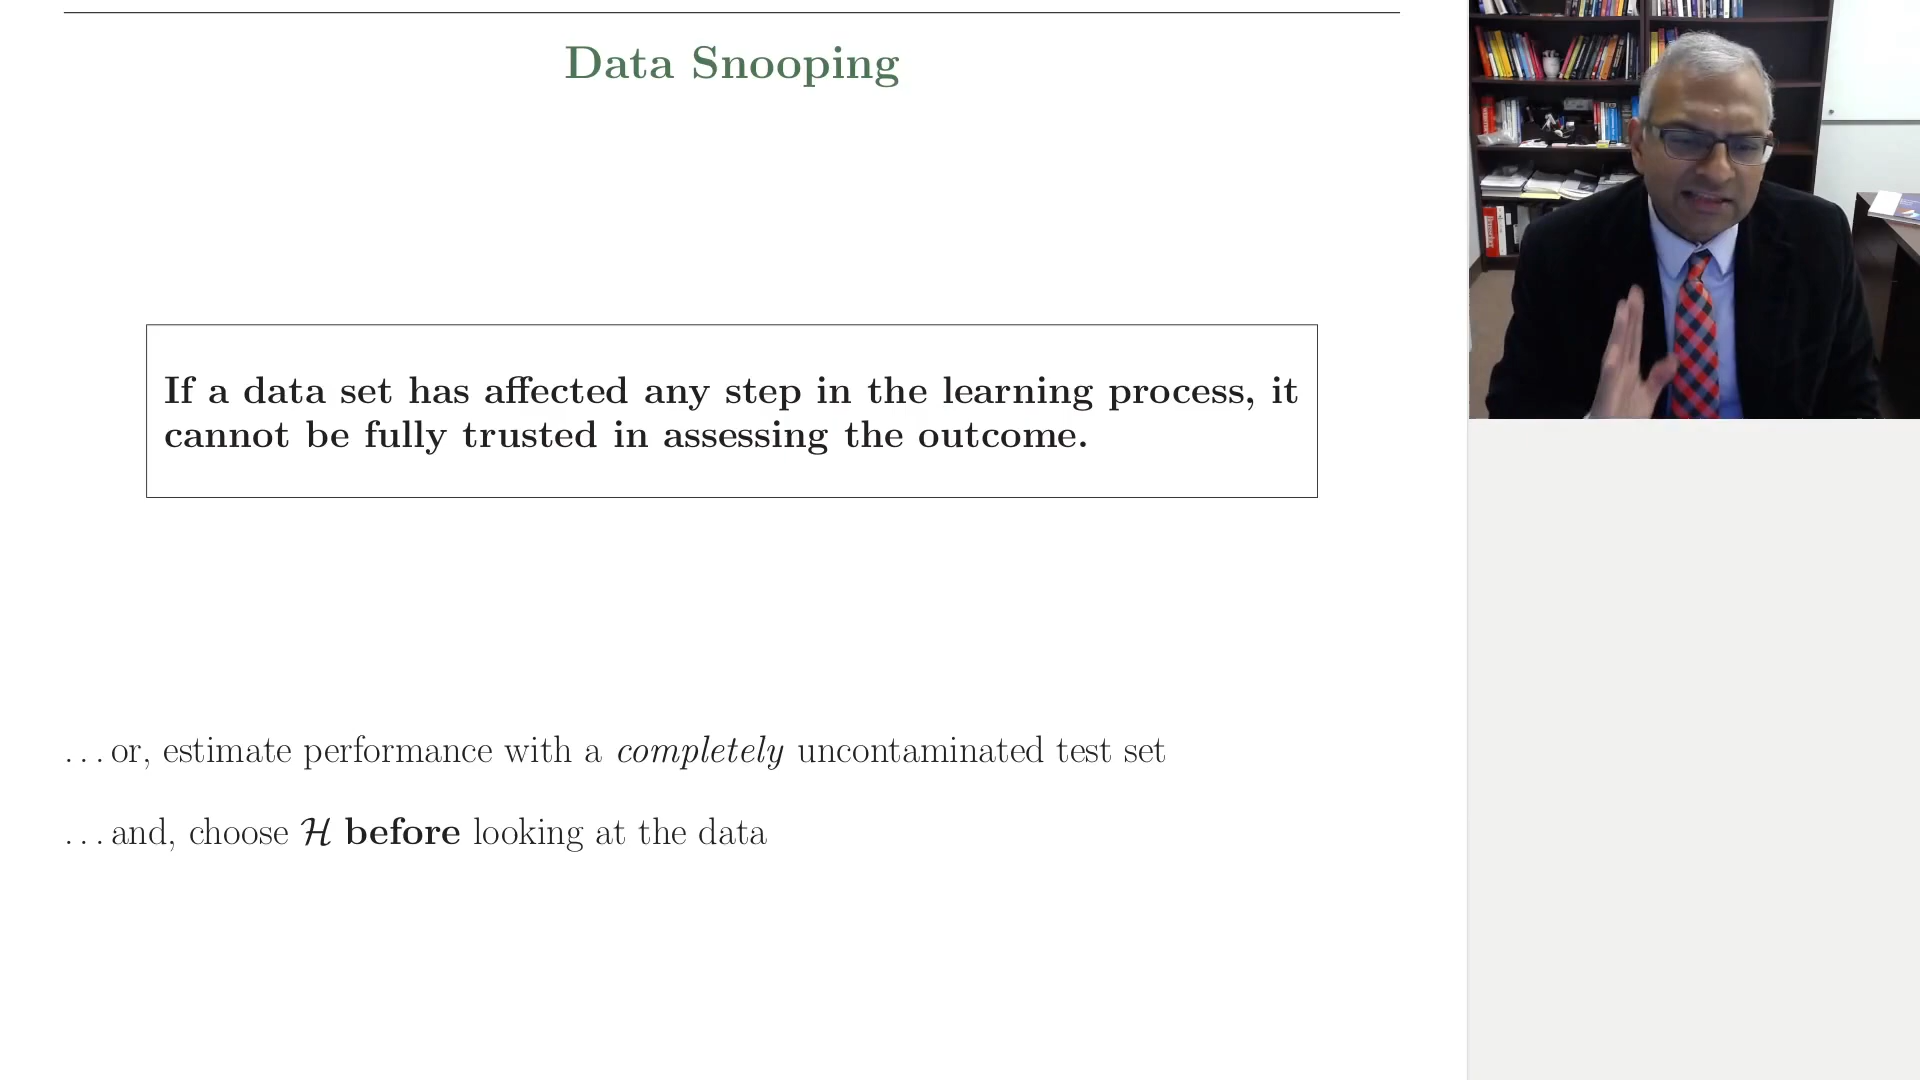 Data Snooping
If a data set has affected any step in the learning process, it
cannot be fully trusted in assessing the outcome.
...or, estimate performance with a completely uncontaminated test set
...and, choose ℋ before looking at the data